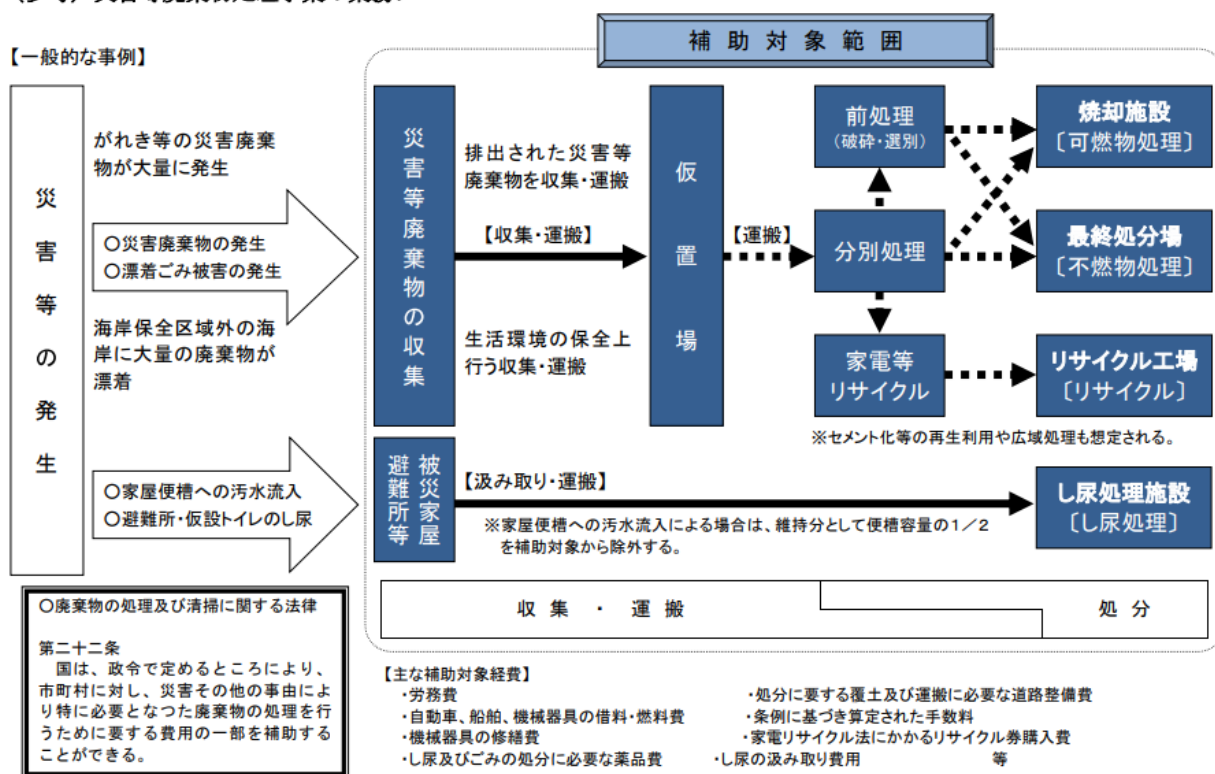 補助対象範囲
【一般的な事例】
災害等の発生
がれき等の災害廃棄
物が大量に発生
〇災害廃棄物の発生
〇漂着ごみ被害の発生
海岸保全区域外の海
岸に大量の廃棄物が
漂着
〇家屋便槽への汚水流入
〇避難所・仮設トイレのし尿
災害等廃棄物の収集
排出された災害等
廃棄物を収集・運搬
【収集・運搬】
生活環境の保全上
行う収集・運搬
仮置場
【運搬】
前処理
(破砕・選別)
分別処理
家電等
リサイクル
焼却施設
〔可燃物処理〕
最終処分場
〔不燃物処理〕
リサイクル工場
〔リサイクル〕
※セメント化等の再生利用や広域処理も想定される。
被災家屋
避難所等
【汲み取り・運搬】
※家屋便槽への汚水流入による場合は、維持分として便槽容量の1/2
を補助対象から除外する。
し尿処理施設
〔し尿処理〕
収集・運搬
処分
〇廃棄物の処理及び清掃に関する法律
第二十二条
国は、政令で定めるところにより、
市町村に対し、災害その他の事由によ
り特に必要となつた廃棄物の処理を行
うために要する費用の一部を補助する
ことができる。
【主な補助対象経費】
・労務費
・自動車、船舶、機械器具の借料・燃料費
・機械器具の修繕費
・し尿及びごみの処分に必要な薬品費
・処分に要する覆土及び運搬に必要な道路整備費
・条例に基づき算定された手数料
・家電リサイクル法にかかるリサイクル券購入費
・し尿の汲み取り費用 等